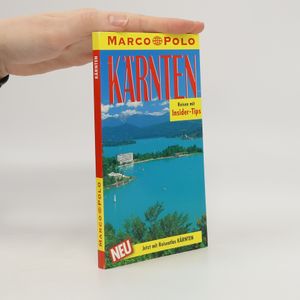 MARCO POLO
KÄRNTEN
Reisen mit
Insider-Tips
NEU
Jetzt mit Reiseatlas KÄRNTEN
KÄRNTEN
MARCO POLO